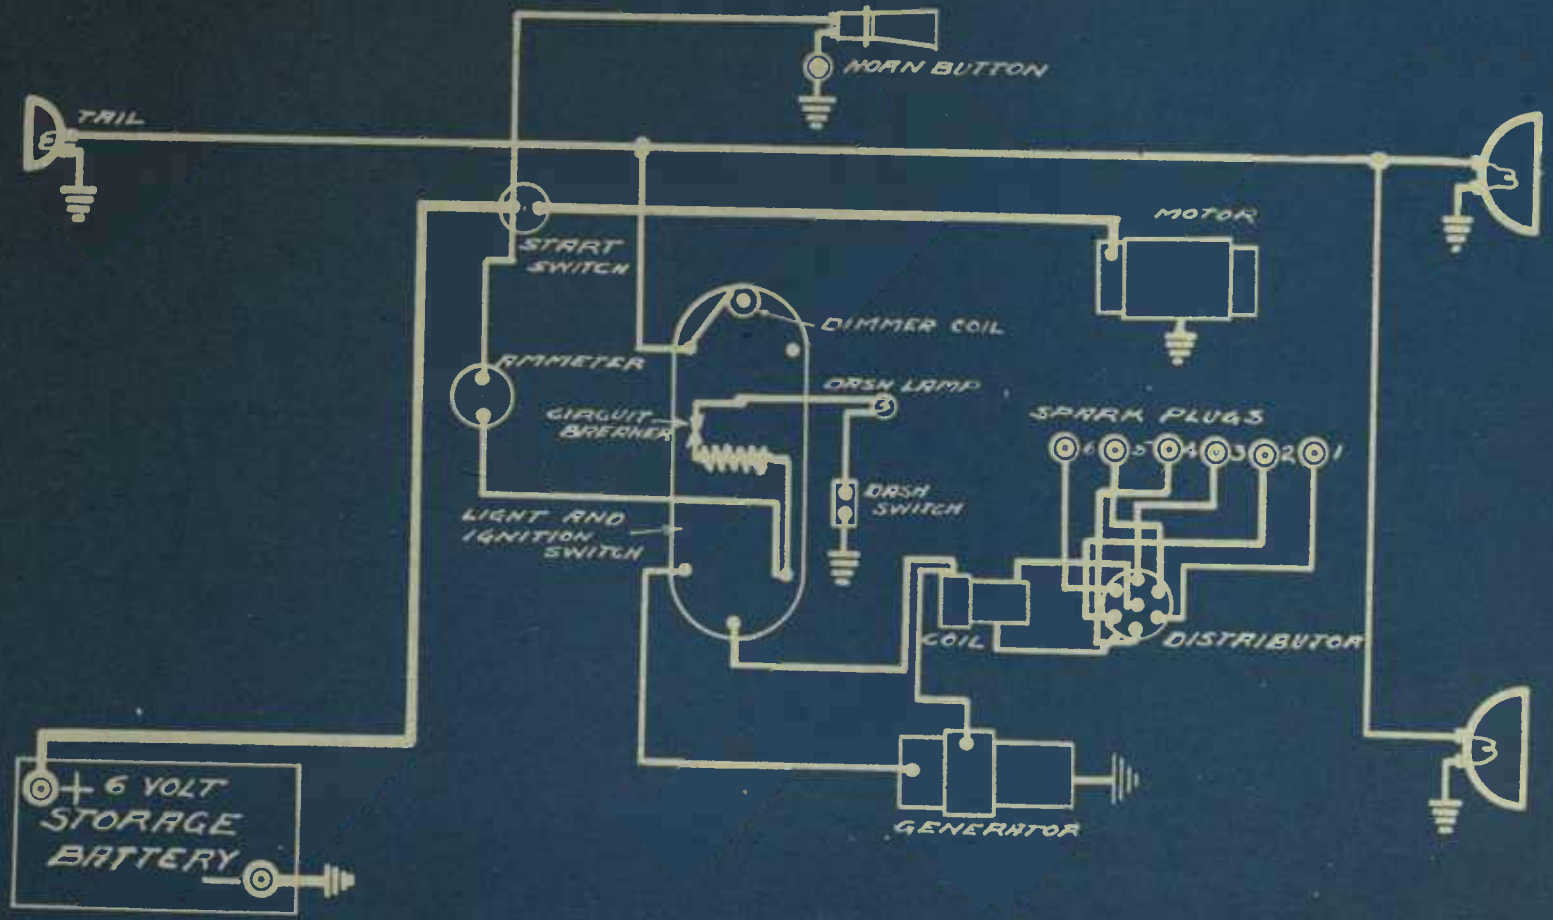 HORN BUTTON
TAIL
MOTOR
START
SWITCH
DIMMER COIL
AMMETER
DASH LAMP
CIRCUIT
BREAKER
SPARK PLUGS
6 5 4 3 2 1
DASH
SWITCH
LIGHT AND
IGNITION
SWITCH
COIL
DISTRIBUTOR
+ 6 VOLT
STORAGE
BATTERY
GENERATOR